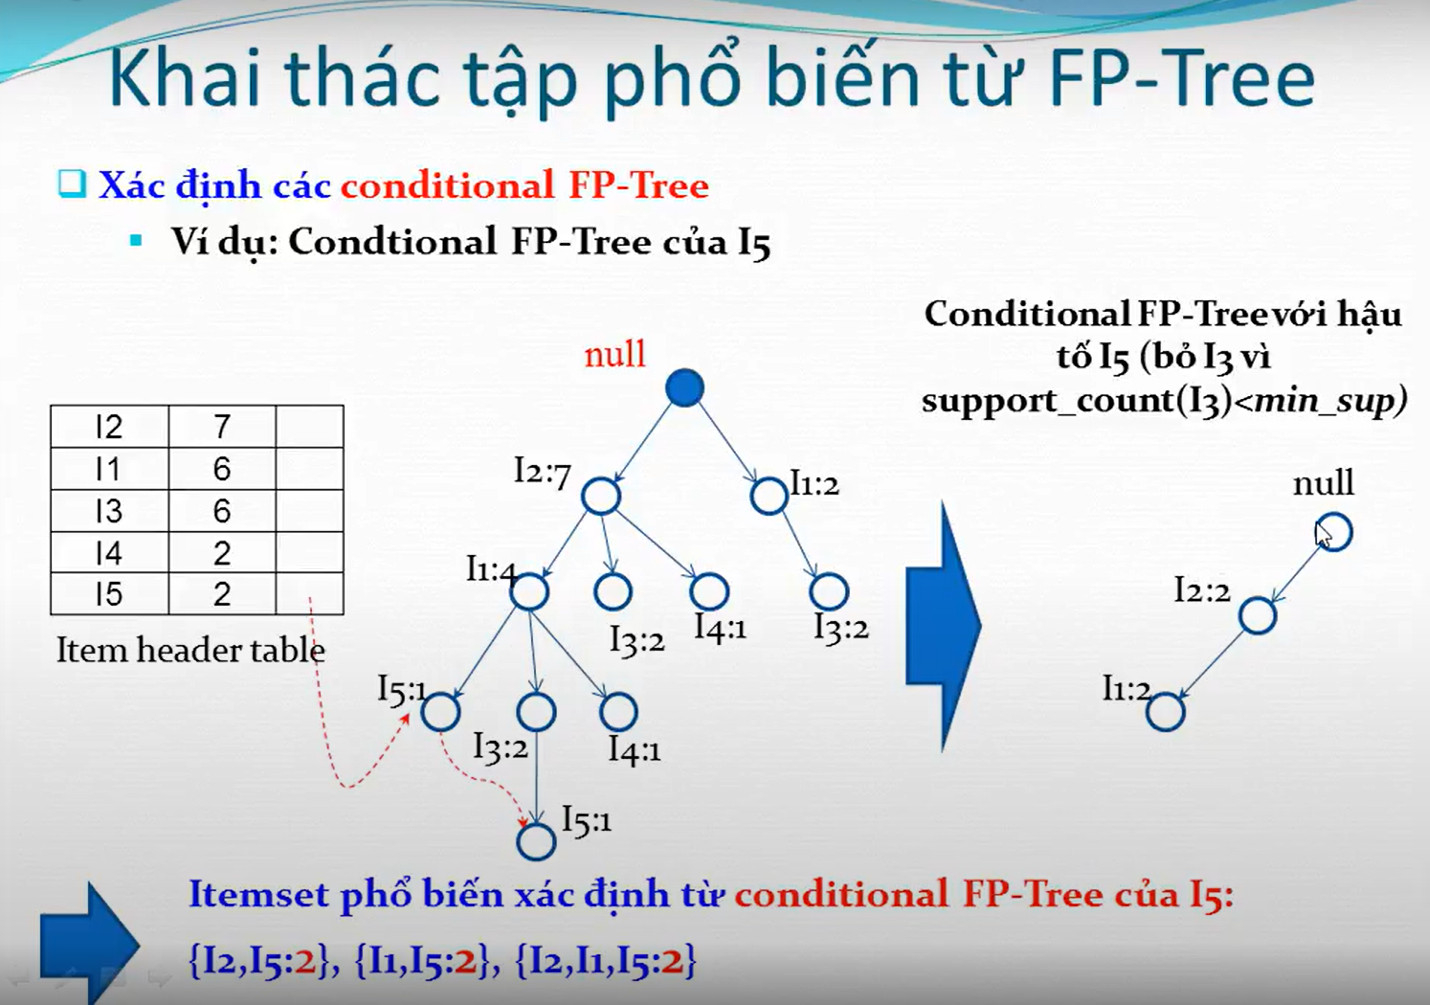 Khai thác tập phổ biến từ FP-Tree
Xác định các conditional FP-Tree
Ví dụ: Condtional FP-Tree của I5
Conditional FP-Tree với hậu
tố I5 (bỏ I3 vì
support_count(I3)<min_sup)
null
I2 7
I1 6
I3 6
I4 2
I5 2
Item header table
I2:7
I1:2
I1:4
I3:2
I4:1
I3:2
I5:1
I3:2
I4:1
I5:1
null
I2:2
I1:2
Itemset phổ biến xác định từ conditional FP-Tree của I5:
{I2,I5:2}, {I1,I5:2}, {I2,I1,I5:2}